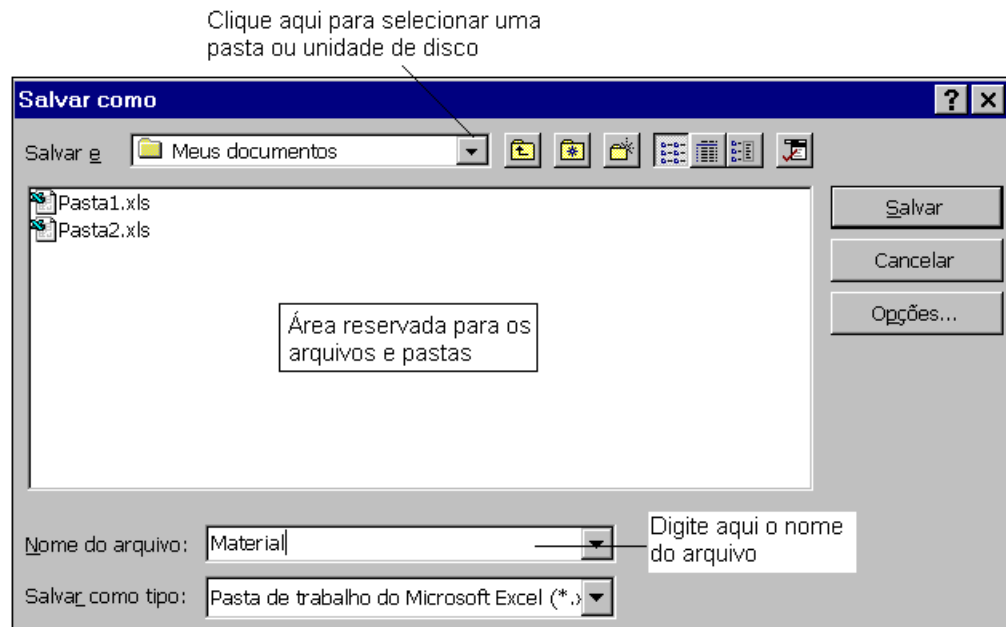 Clique aqui para selecionar uma
pasta ou unidade de disco
Salvar como
Salvar e
Meus documentos
Pasta1.xls
Pasta2.xls
Salvar
Cancelar
Opções...
Área reservada para os
arquivos e pastas
Nome do arquivo:
Material
Digite aqui o nome
do arquivo
Salvar como tipo:
Pasta de trabalho do Microsoft Excel (*.x